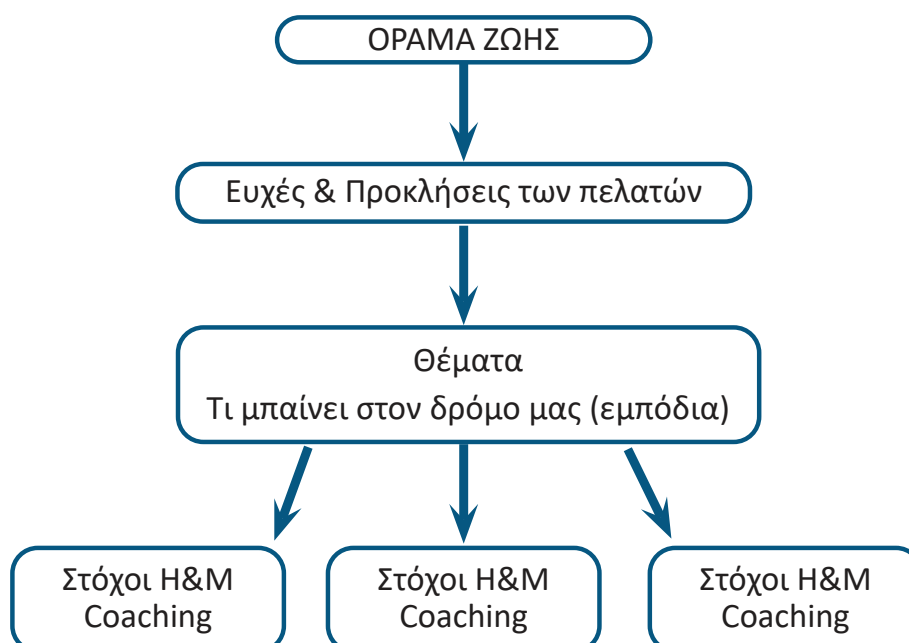 ΟΡΑΜΑ ΖΩΗΣ
Ευχές & Προκλήσεις των πελατών
Θέματα
Τι μπαίνει στον δρόμο μας (εμπόδια)
Στόχοι H&M
Coaching
Στόχοι H&M
Coaching
Στόχοι H&M
Coaching